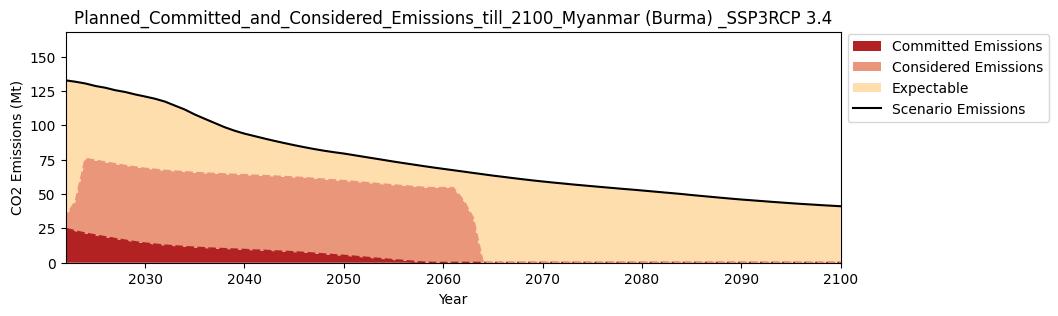 Planned_Committed_and_Considered_Emissions_till_2100_Myanmar (Burma) _SSP3RCP 3.4
CO2 Emissions (Mt)
150
125
100
75
50
25
0
2030 2040 2050 2060 2070 2080 2090 2100
Year
Committed Emissions
Considered Emissions
Expectable
Scenario Emissions